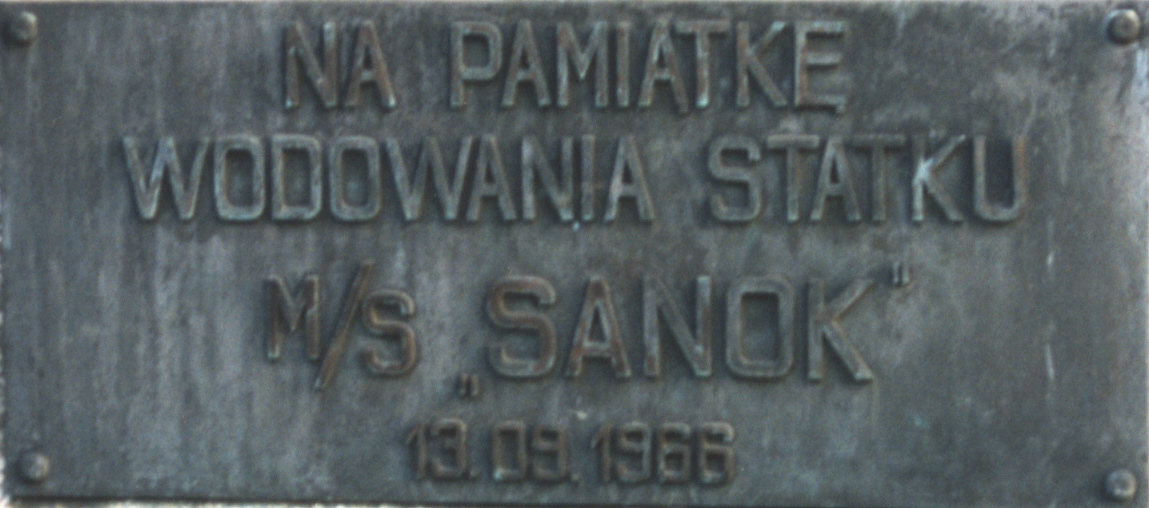 NA PAMIĄTKĘ
WODOWANIA STATKU
M/S „SANOK"
13.09.1966